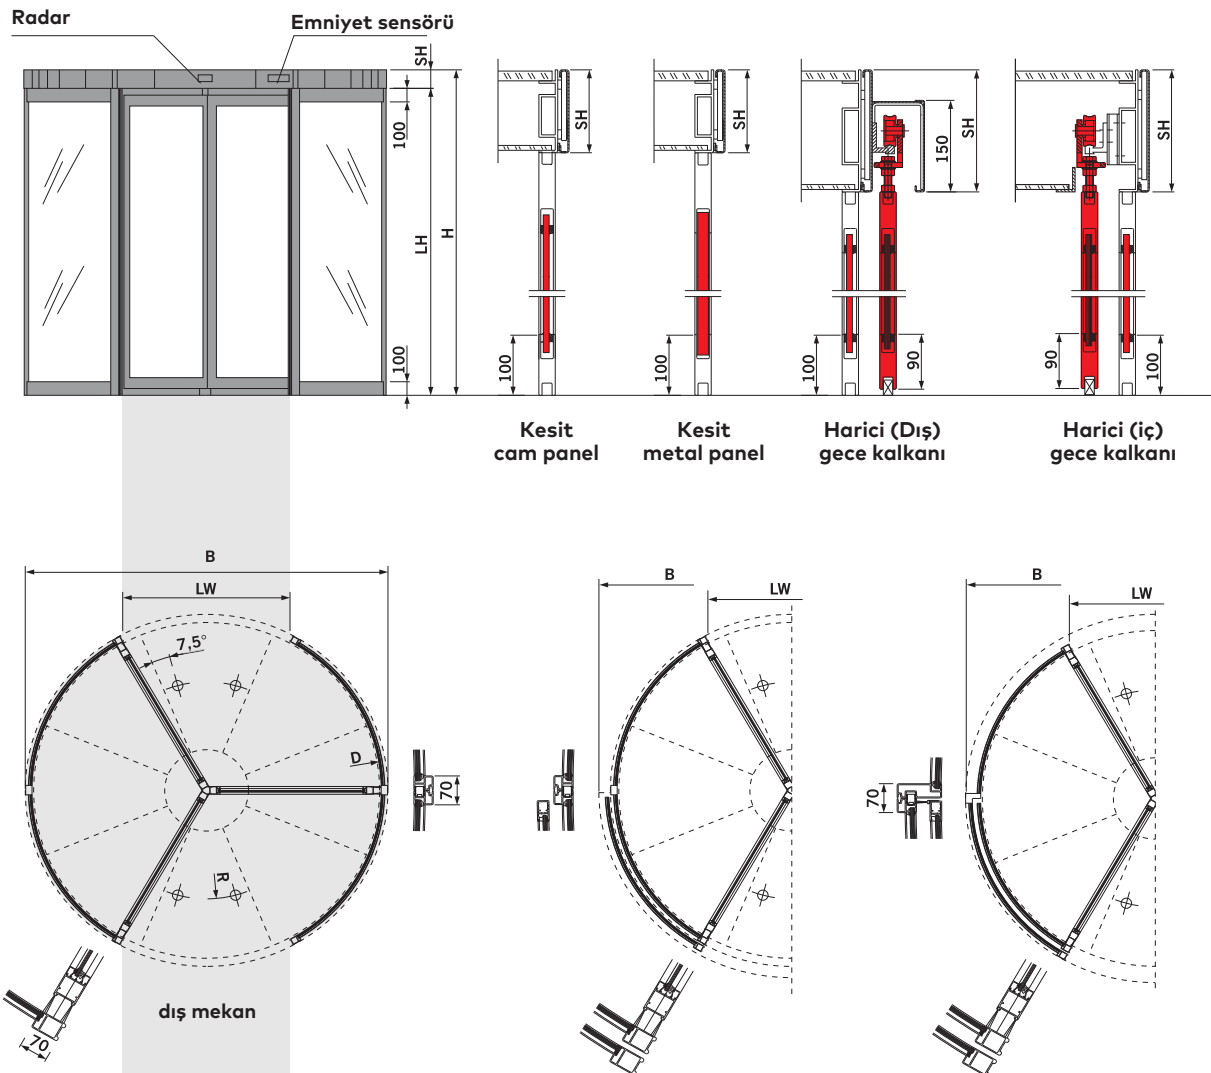 Radar
Emniyet sensörü
SH
100
LH
H
100
SH
100
SH
100
SH
150
100
90
SH
90
100
Kesit
cam panel
Kesit
metal panel
Harici (Dış)
gece kalkanı
Harici (iç)
gece kalkanı
B
LW
7,5°
D
R
70
70
dış mekan
B
LW
B
LW
70